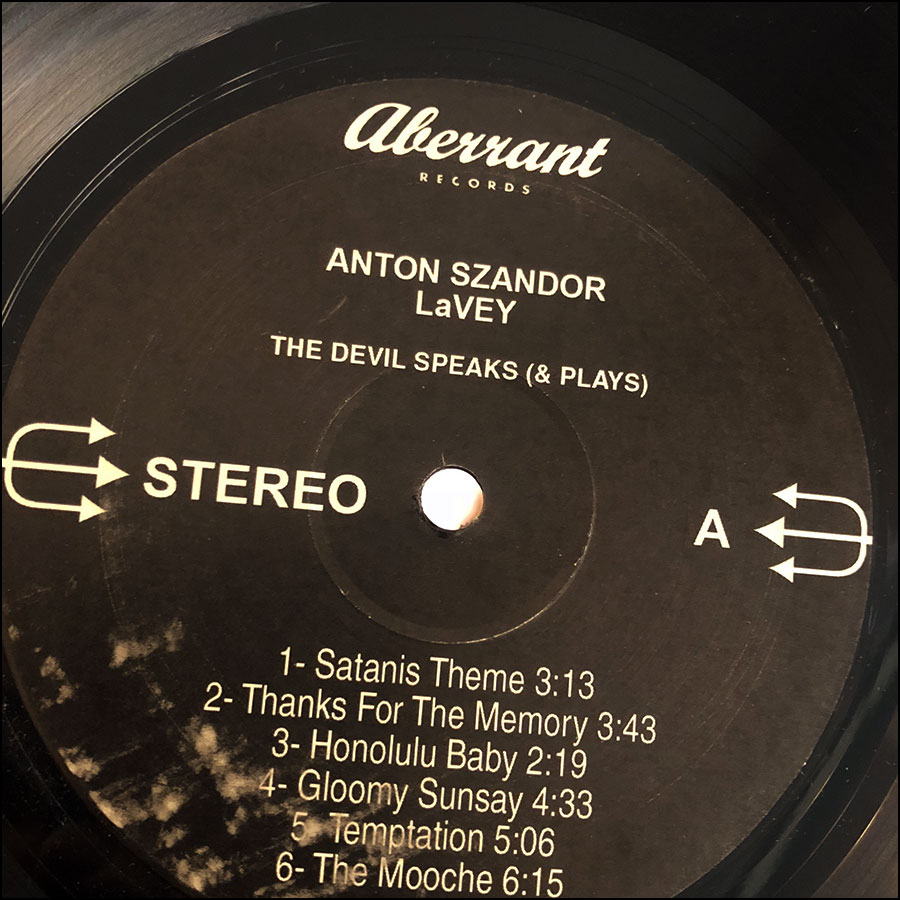 Aberrant
RECORDS
ANTON SZANDOR
LaVEY
THE DEVIL SPEAKS (& PLAYS)
STEREO
A
1- Satanis Theme 3:13
2- Thanks For The Memory 3:43
3- Honolulu Baby 2:19
4- Gloomy Sunsay 4:33
5- Temptation 5:06
6- The Mooche 6:15